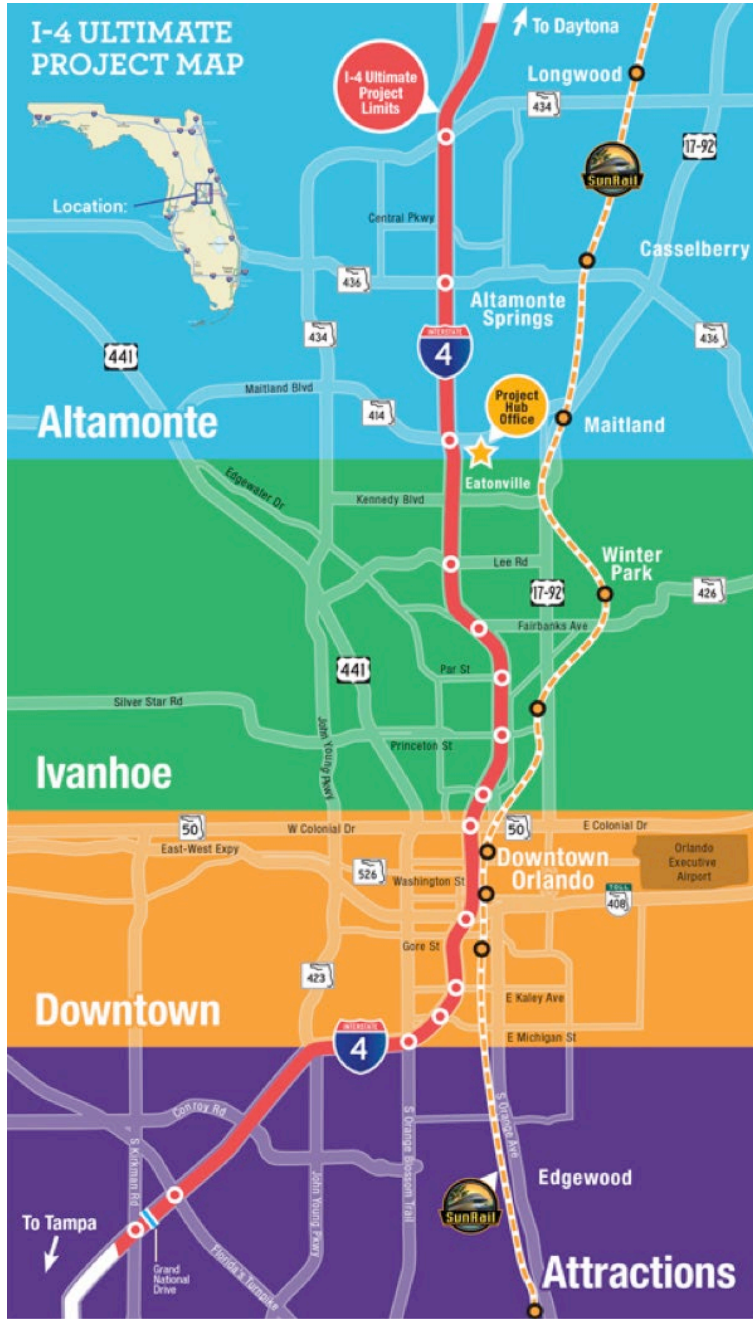 I-4 ULTIMATE
PROJECT MAP
To Daytona
Longwood
I-4 Ultimate
Project
Limits
434
17-92
SunRail
Location:
Central Pkwy
Casselberry
436
Altamonte
Springs
434
INTERSTATE
4
436
441
Maitland Blvd
414
Project
Hub
Office
Altamonte
Maitland
Eatonville
Edgewater Dr
Kennedy Blvd
Lee Rd
Winter
Park
17-92
426
Fairbanks Ave
441
Par St
Silver Star Rd
John Young Pkwy
Princeton St
Ivanhoe
50
W Colonial Dr
50
E Colonial Dr
East-West Expy
526
Washington St
Downtown
Orlando
Orlando
Executive
Airport
TOLL
408
Gore St
423
E Kaley Ave
Downtown
INTERSTATE
4
E Michigan St
Conroy Rd
S Kirkman Rd
John Young Pkwy
S Orange Blossom Trail
S Orange Ave
Edgewood
SunRail
To Tampa
Grand
National
Drive
Florida's Turnpike
Attractions